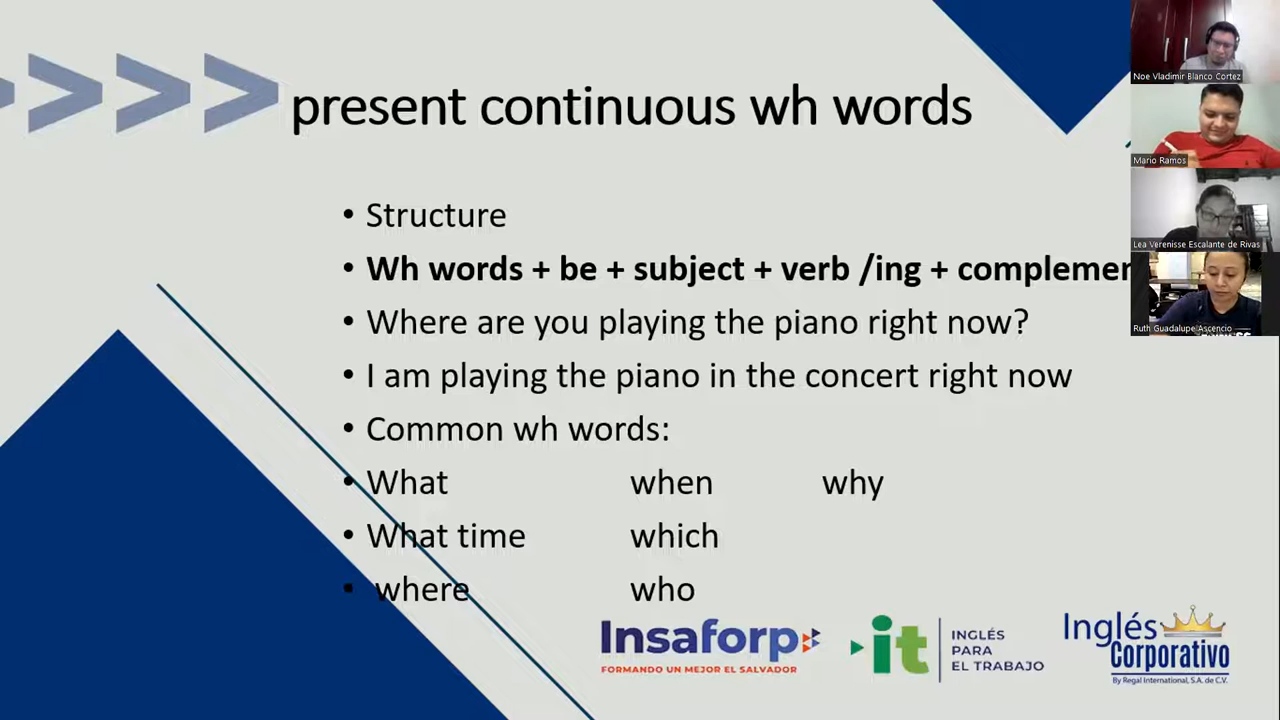 present continuous wh words
• Structure
• Wh words + be + subject + verb /ing + complemen
• Where are you playing the piano right now?
• I am playing the piano in the concert right now
• Common wh words:
• What when why
• What time which
• where who
Insaforp
FORMANDO UN MEJOR EL SALVADOR
it
INGLÉS
PARA
EL TRABAJO
Inglés
Corporativo
By Regal International, S.A. de C.V.
Noe Vladimir Blanco Cortez
Mario Ramos
Lea Verenisse Escalante de Rivas
Ruth Guadalupe Ascencio